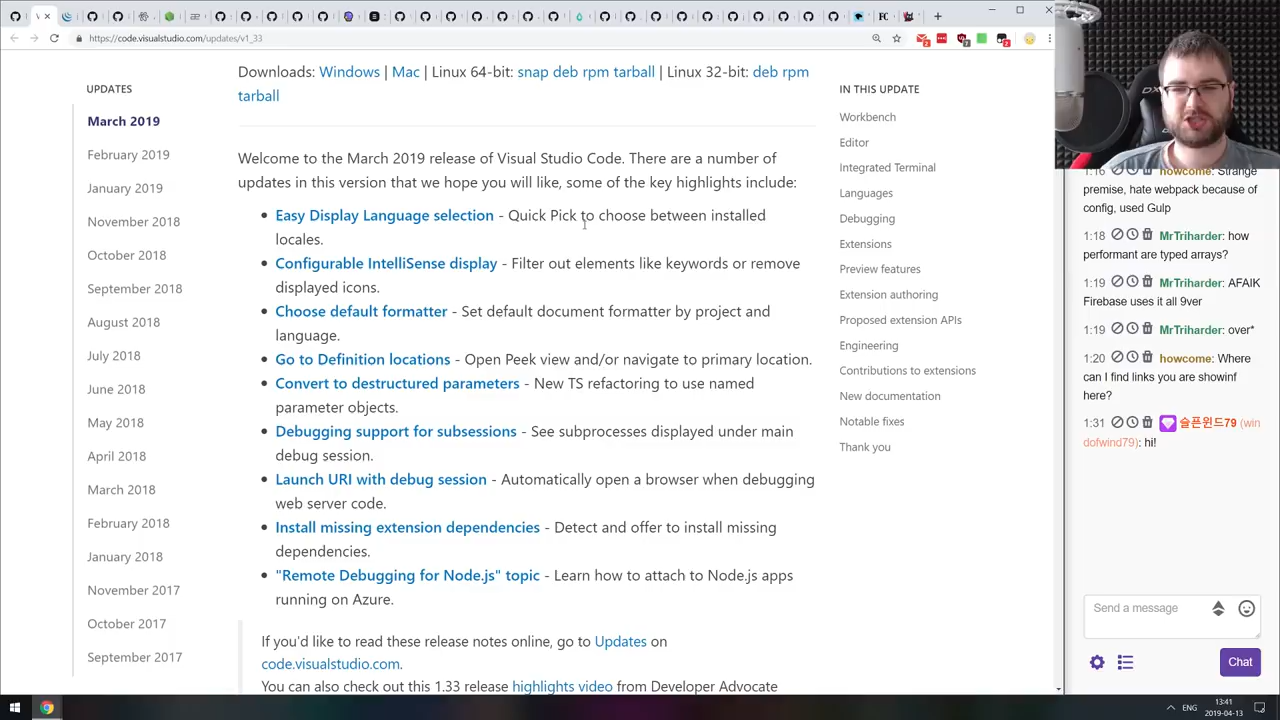 https://code.visualstudio.com/updates/v1_33
Downloads: Windows | Mac | Linux 64-bit: snap deb rpm tarball | Linux 32-bit: deb rpm
tarball
UPDATES
March 2019
February 2019
January 2019
November 2018
October 2018
September 2018
August 2018
July 2018
June 2018
May 2018
April 2018
March 2018
February 2018
January 2018
November 2017
October 2017
September 2017
Welcome to the March 2019 release of Visual Studio Code. There are a number of
updates in this version that we hope you will like, some of the key highlights include:
Easy Display Language selection - Quick Pick to choose between installed
locales.
Configurable IntelliSense display - Filter out elements like keywords or remove
displayed icons.
Choose default formatter - Set default document formatter by project and
language.
Go to Definition locations - Open Peek view and/or navigate to primary location.
Convert to destructured parameters - New TS refactoring to use named
parameter objects.
Debugging support for subsessions - See subprocesses displayed under main
debug session.
Launch URI with debug session - Automatically open a browser when debugging
web server code.
Install missing extension dependencies - Detect and offer to install missing
dependencies.
"Remote Debugging for Node.js" topic - Learn how to attach to Node.js apps
running on Azure.
If you'd like to read these release notes online, go to Updates on
code.visualstudio.com.
You can also check out this 1.33 release highlights video from Developer Advocate
IN THIS UPDATE
Workbench
Editor
Integrated Terminal
Languages
Debugging
Extensions
Preview features
Extension authoring
Proposed extension APIs
Engineering
Contributions to extensions
New documentation
Notable fixes
Thank you
1:16 howcome: Strange
premise, hate webpack because of
config, used Gulp
1:18 MrTriharder: how
performant are typed arrays?
1:19 MrTriharder: AFAIK
Firebase uses it all 9ver
1:19 MrTriharder: over*
1:20 howcome: Where
can I find links you are showinf
here?
1:31 슬픈윈드79 (win
dofwind79): hi!
Send a message
Chat
ENG
13:41
2019-04-13